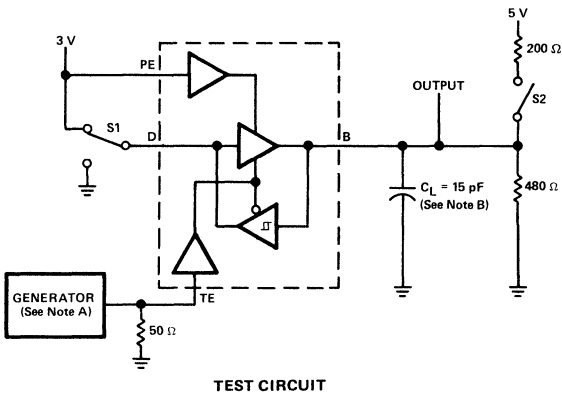 5 V
3 V
200 Ω
PE
OUTPUT
S2
S1
D
B
C_L = 15 pF
(See Note B)
480 Ω
GENERATOR
(See Note A)
TE
50 Ω
TEST CIRCUIT